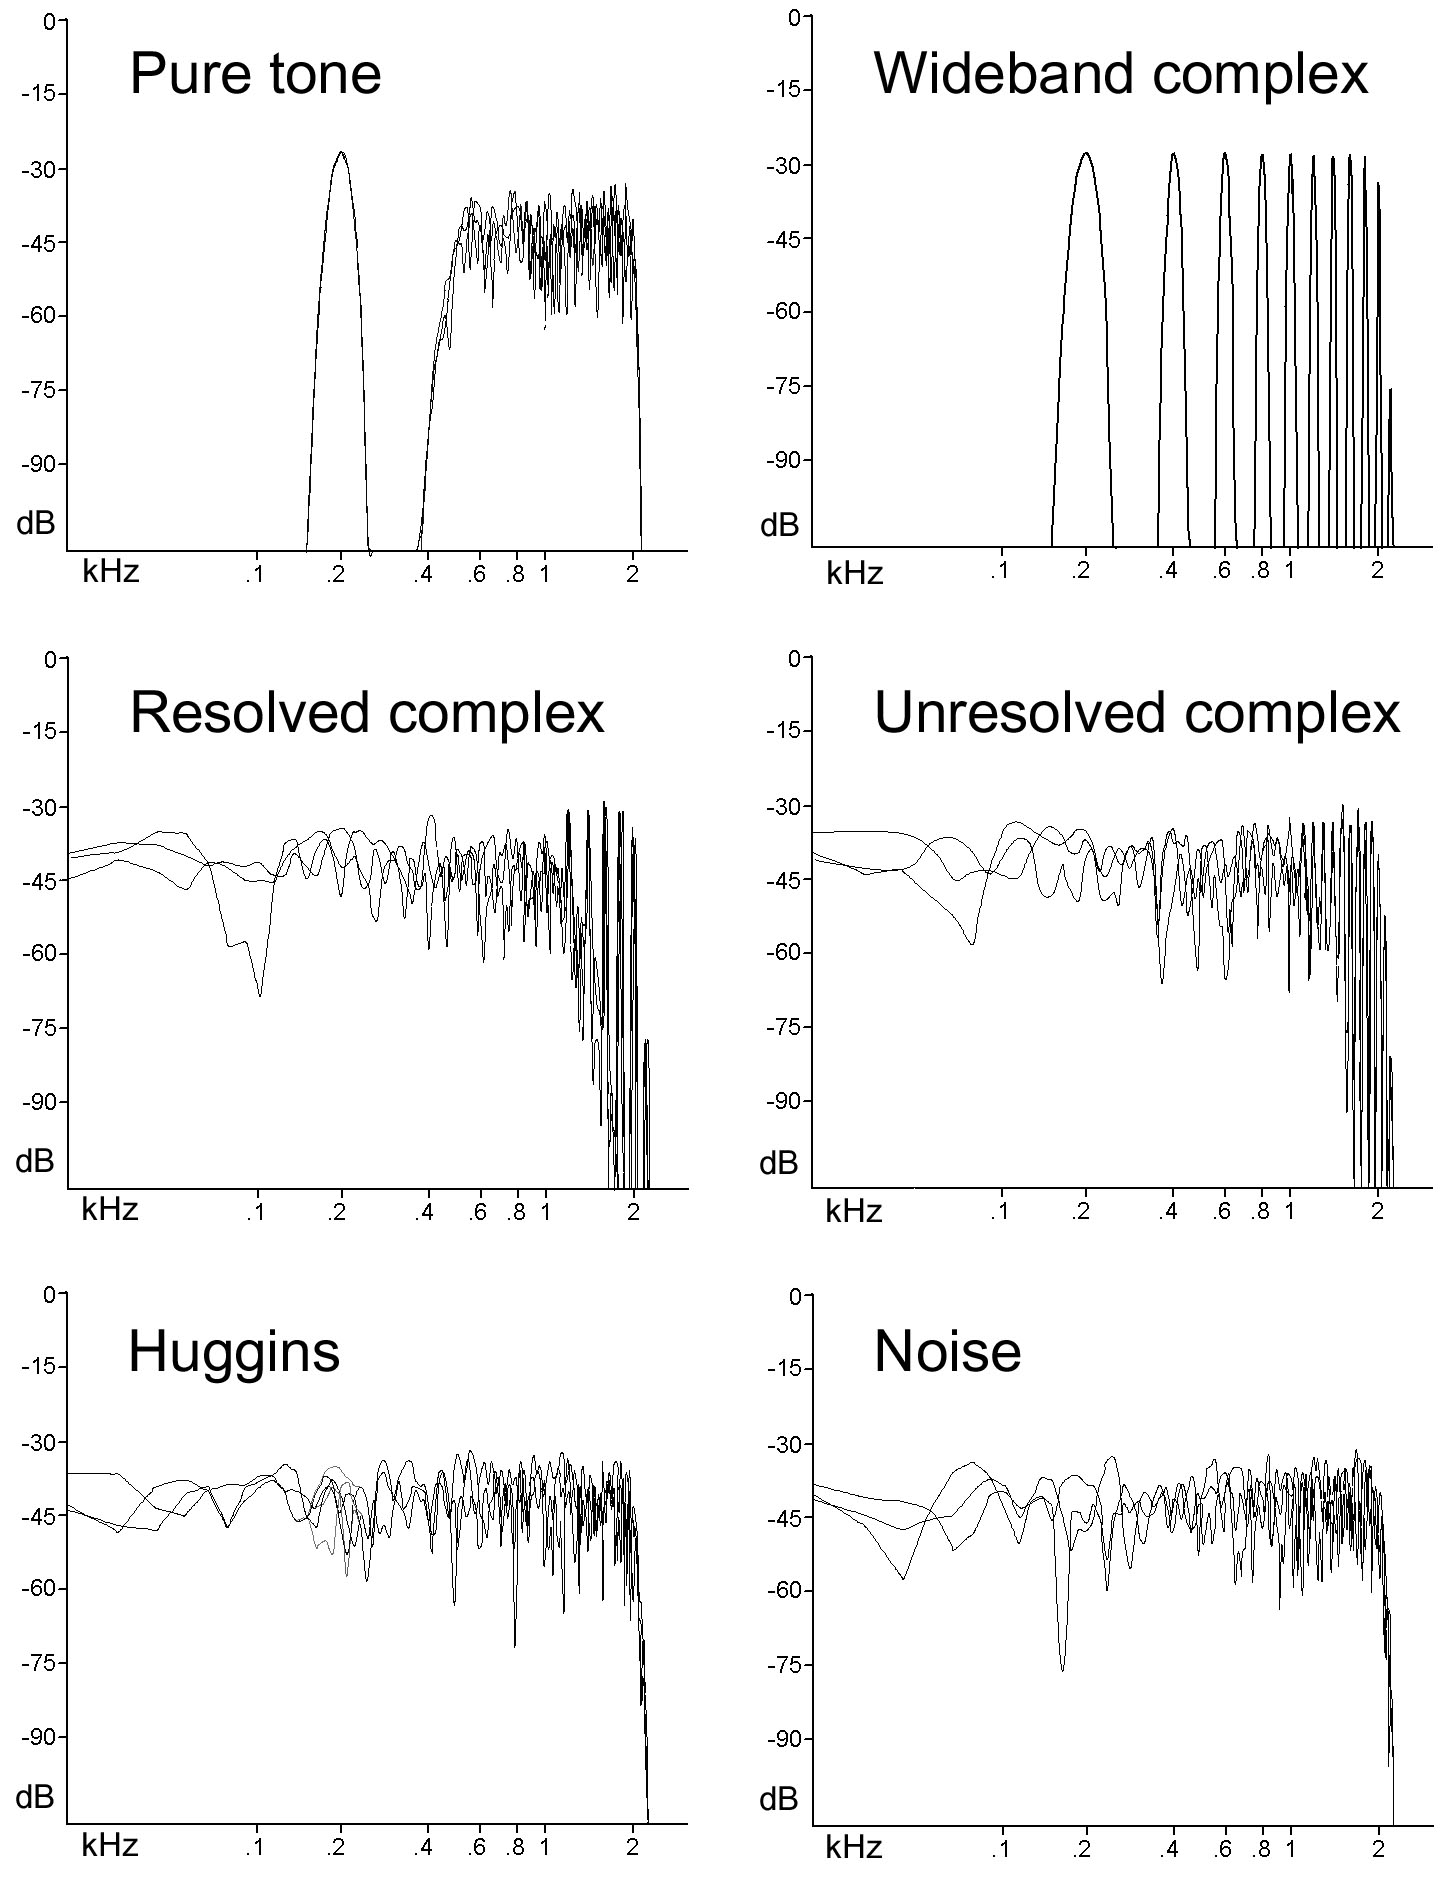 Pure tone
0
-15
-30
-45
-60
-75
-90
dB
kHz .1 .2 .4 .6 .8 1 2
Wideband complex
0
-15
-30
-45
-60
-75
-90
dB
kHz .1 .2 .4 .6 .8 1 2
Resolved complex
0
-15
-30
-45
-60
-75
-90
dB
kHz .1 .2 .4 .6 .8 1 2
Unresolved complex
0
-15
-30
-45
-60
-75
-90
dB
kHz .1 .2 .4 .6 .8 1 2
Huggins
0
-15
-30
-45
-60
-75
-90
dB
kHz .1 .2 .4 .6 .8 1 2
Noise
0
-15
-30
-45
-60
-75
-90
dB
kHz .1 .2 .4 .6 .8 1 2